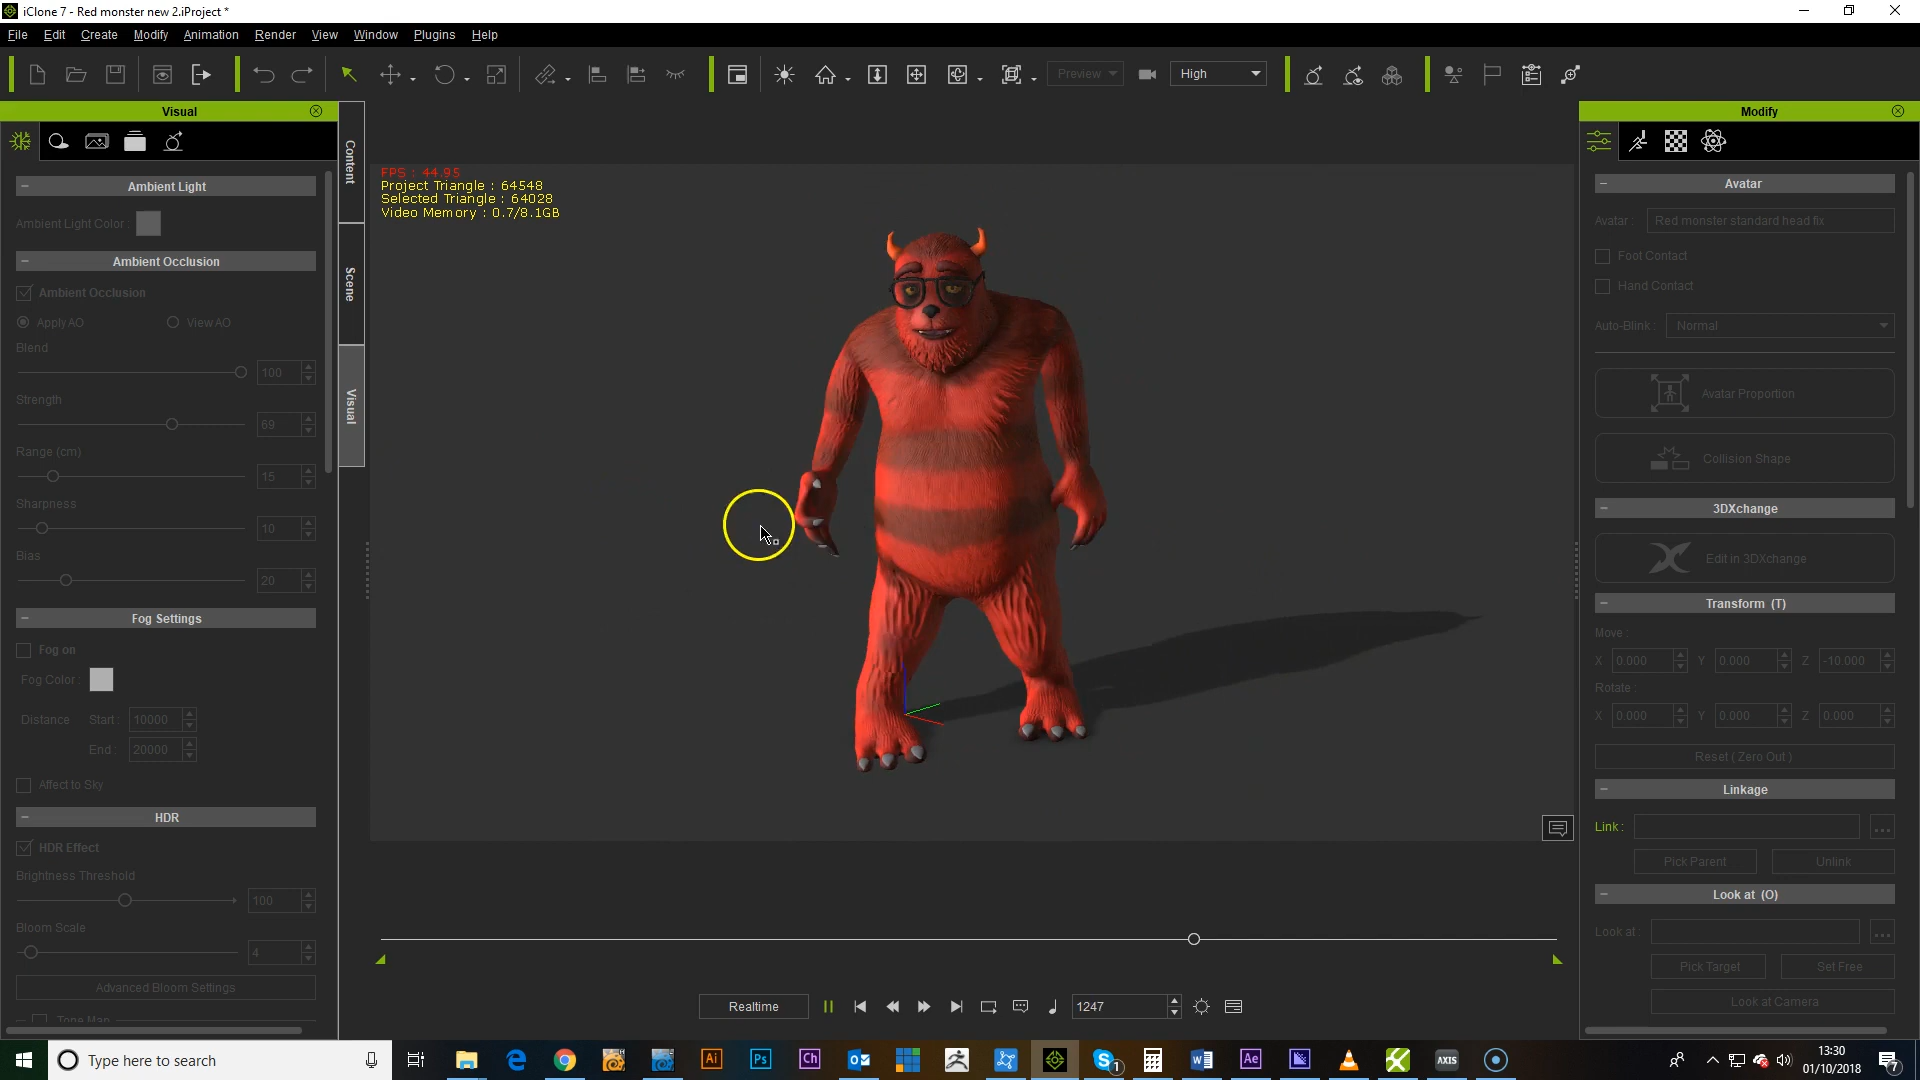 iClone 7 - Red monster new 2.iProject *
File Edit Create Modify Animation Render View Window Plugins Help
Preview High
Visual
Content
Scene
Visual
Ambient Light
Ambient Light Color :
Ambient Occlusion
Ambient Occlusion
Apply AO View AO
Blend
100
Strength
69
Range (cm)
15
Sharpness
10
Bias
20
Fog Settings
Fog on
Fog Color :
Distance Start : 10000
End : 20000
Affect to Sky
HDR
HDR Effect
Brightness Threshold
100
Bloom Scale
4
Advanced Bloom Settings
Tone Map
FPS : 44.95
Project Triangle : 64548
Selected Triangle : 64028
Video Memory : 0.7/8.1GB
Realtime 1247
Modify
Avatar
Avatar : Red monster standard head fix
Foot Contact
Hand Contact
Auto-Blink : Normal
Avatar Proportion
Collision Shape
3DXchange
Edit in 3DXchange
Transform (T)
Move :
X 0.000 Y 0.000 Z -10.000
Rotate :
X 0.000 Y 0.000 Z 0.000
Reset ( Zero Out )
Linkage
Link : ...
Pick Parent Unlink
Look at (O)
Look at : ...
Pick Target Set Free
Look at Camera
Type here to search
Ai Ps Ch 1 Ae AXIS
13:30
01/10/2018
7